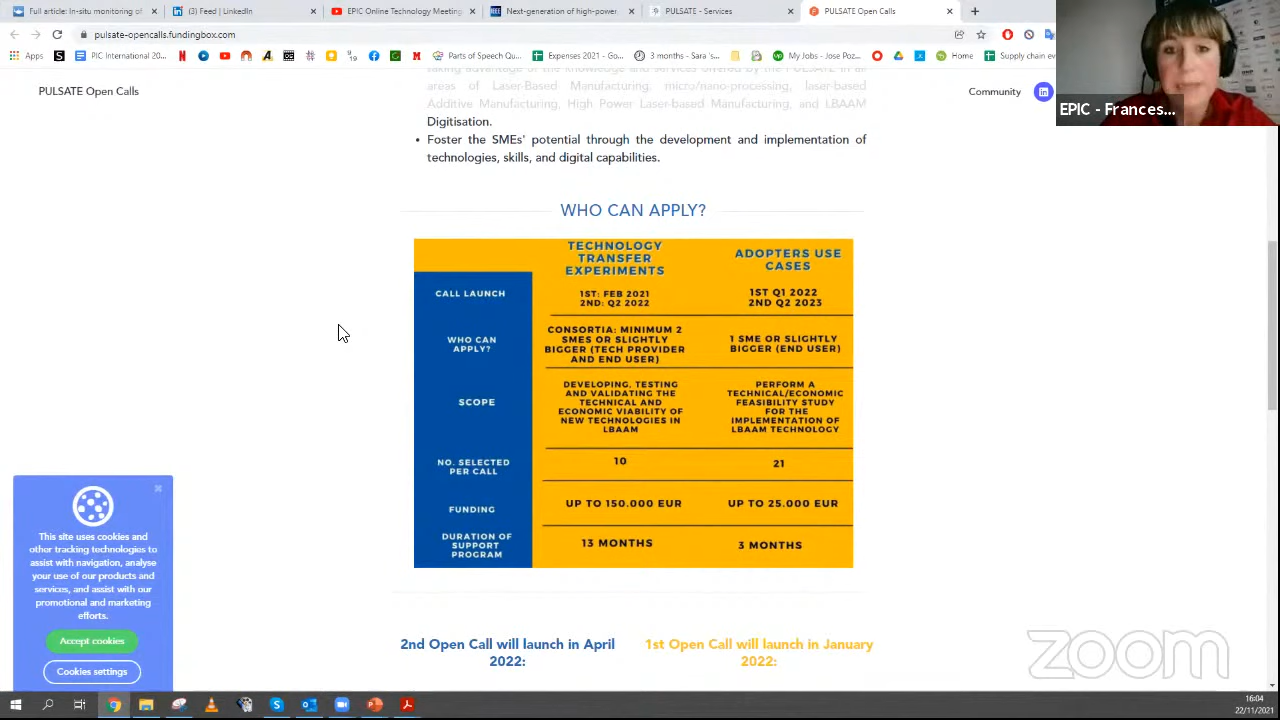 Full article: In-situ monitoring of
(3) Feed | LinkedIn
EPIC Online Technology Meeting
Next-generation of high-power
PULSATE - Services
PULSATE Open Calls
pulsate-opencalls.fundingbox.com
Apps
PIC International 20...
Parts of Speech Qu...
Expenses 2021 - Go...
3 months - Sara 's...
My Jobs - Jose Poz...
Home
Supply chain ev
PULSATE Open Calls
Community
EPIC - Frances...
areas of Laser-Based Manufacturing, micro/nano-processing, laser-based
Additive Manufacturing, High Power Laser-based Manufacturing, and LBAAM
Digitisation.
• Foster the SMEs' potential through the development and implementation of
technologies, skills, and digital capabilities.
WHO CAN APPLY?
TECHNOLOGY
TRANSFER
EXPERIMENTS
ADOPTERS USE
CASES
CALL LAUNCH
1ST: FEB 2021
2ND: Q2 2022
1ST Q1 2022
2ND Q2 2023
WHO CAN
APPLY?
CONSORTIA: MINIMUM 2
SMES OR SLIGHTLY
BIGGER (TECH PROVIDER
AND END USER)
1 SME OR SLIGHTLY
BIGGER (END USER)
SCOPE
DEVELOPING, TESTING
AND VALIDATING THE
TECHNICAL AND
ECONOMIC VIABILITY OF
NEW TECHNOLOGIES IN
LBAAM
PERFORM A
TECHNICAL/ECONOMIC
FEASIBILITY STUDY
FOR THE
IMPLEMENTATION OF
LBAAM TECHNOLOGY
NO. SELECTED
PER CALL
10
21
FUNDING
UP TO 150.000 EUR
UP TO 25.000 EUR
DURATION OF
SUPPORT
PROGRAM
13 MONTHS
3 MONTHS
2nd Open Call will launch in April
2022:
1st Open Call will launch in January
2022:
This site uses cookies and
other tracking technologies to
assist with navigation, analyse
your use of our products and
services, and assist with our
promotional and marketing
efforts.
Accept cookies
Cookies settings
zoom
16:04
22/11/2021